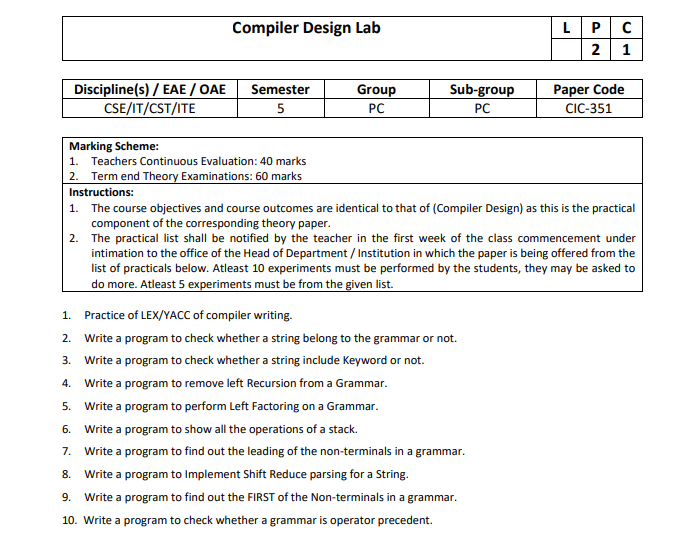 Compiler Design Lab L P C
2 1
Discipline(s) / EAE / OAE Semester Group Sub-group Paper Code
CSE/IT/CST/ITE 5 PC PC CIC-351
Marking Scheme:
1. Teachers Continuous Evaluation: 40 marks
2. Term end Theory Examinations: 60 marks
Instructions:
1. The course objectives and course outcomes are identical to that of (Compiler Design) as this is the practical
component of the corresponding theory paper.
2. The practical list shall be notified by the teacher in the first week of the class commencement under
intimation to the office of the Head of Department / Institution in which the paper is being offered from the
list of practicals below. Atleast 10 experiments must be performed by the students, they may be asked to
do more. Atleast 5 experiments must be from the given list.
1. Practice of LEX/YACC of compiler writing.
2. Write a program to check whether a string belong to the grammar or not.
3. Write a program to check whether a string include Keyword or not.
4. Write a program to remove left Recursion from a Grammar.
5. Write a program to perform Left Factoring on a Grammar.
6. Write a program to show all the operations of a stack.
7. Write a program to find out the leading of the non-terminals in a grammar.
8. Write a program to Implement Shift Reduce parsing for a String.
9. Write a program to find out the FIRST of the Non-terminals in a grammar.
10. Write a program to check whether a grammar is operator precedent.